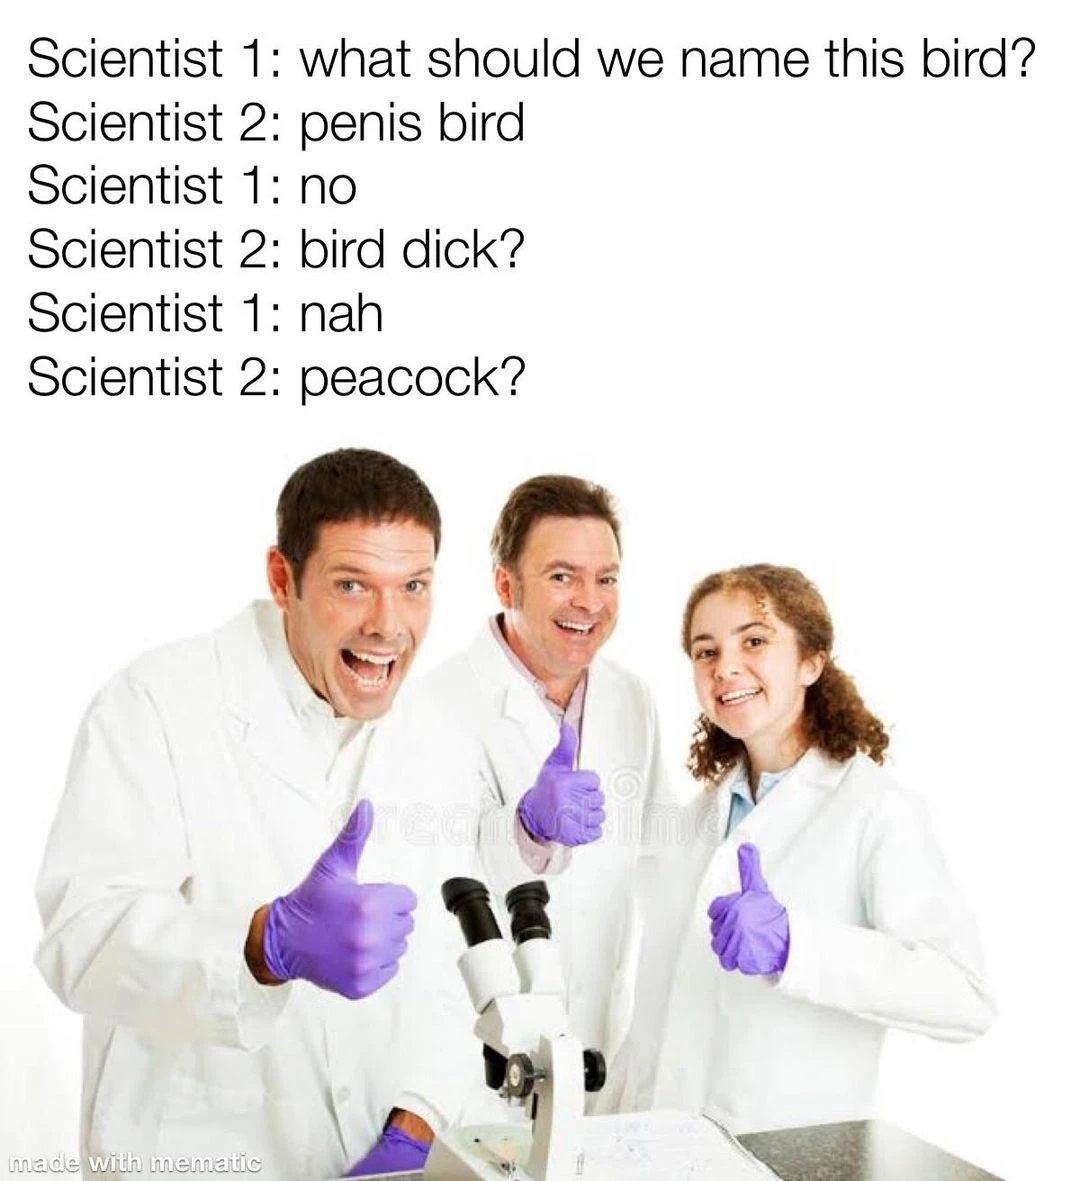 Scientist 1: what should we name this bird?
Scientist 2: penis bird
Scientist 1: no
Scientist 2: bird dick?
Scientist 1: nah
Scientist 2: peacock?
dreamstime
made with mematic